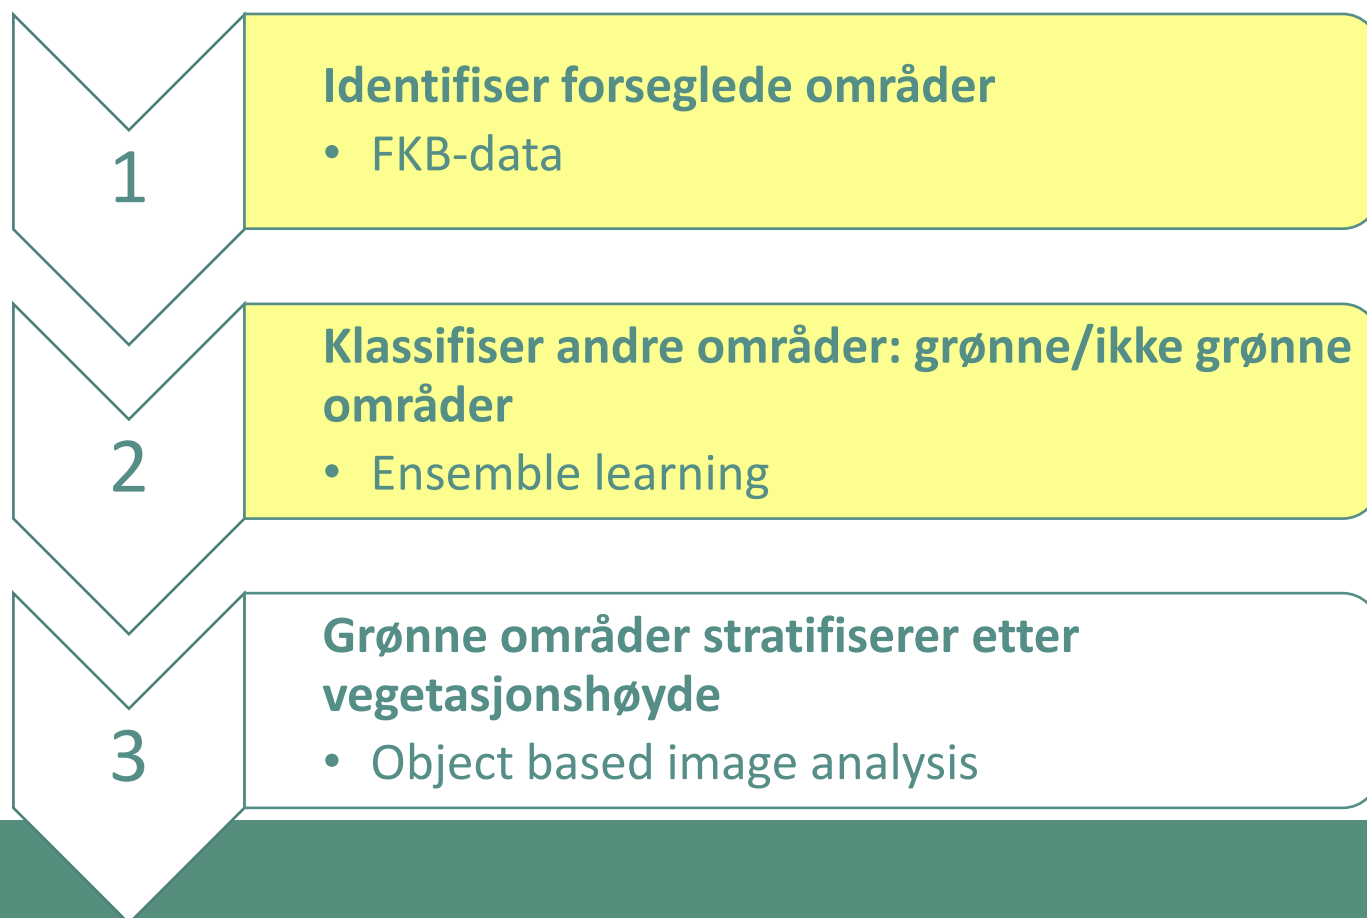 1
Identifiser forseglede områder
• FKB-data
2
Klassifiser andre områder: grønne/ikke grønne
områder
• Ensemble learning
3
Grønne områder stratifiserer etter
vegetasjonshøyde
• Object based image analysis